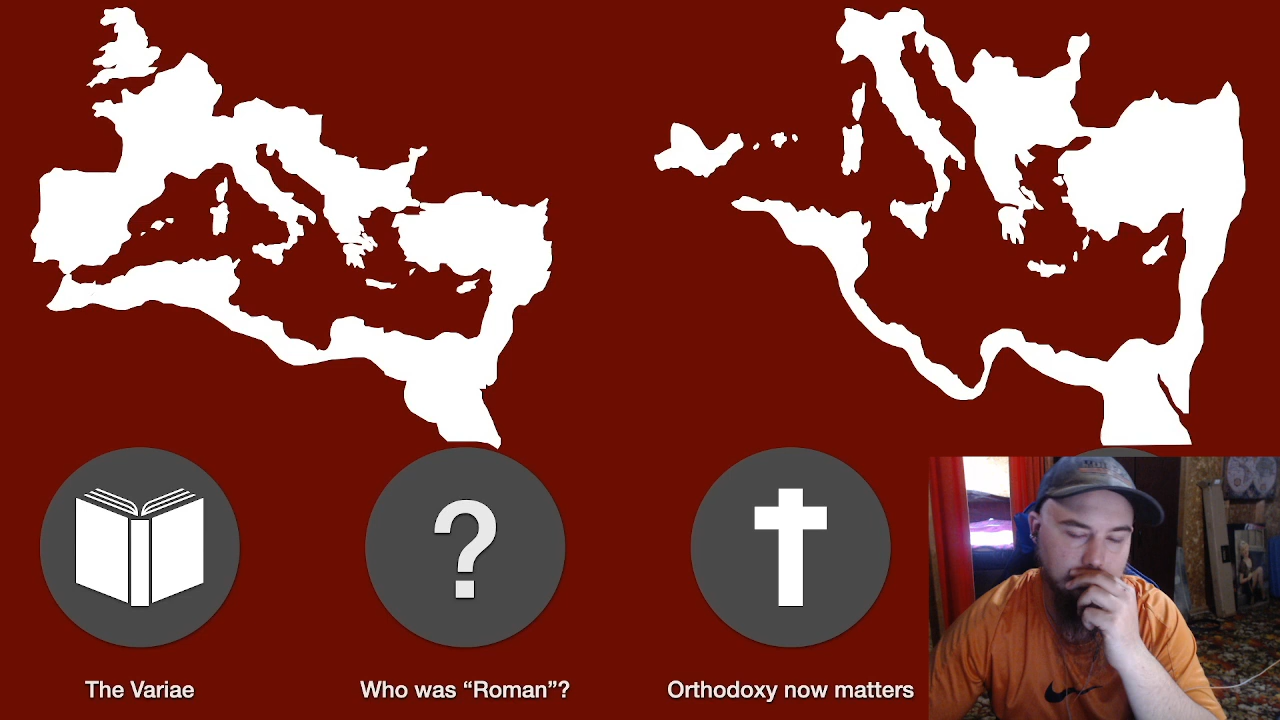 ?
The Variae
Who was “Roman”?
Orthodoxy now matters